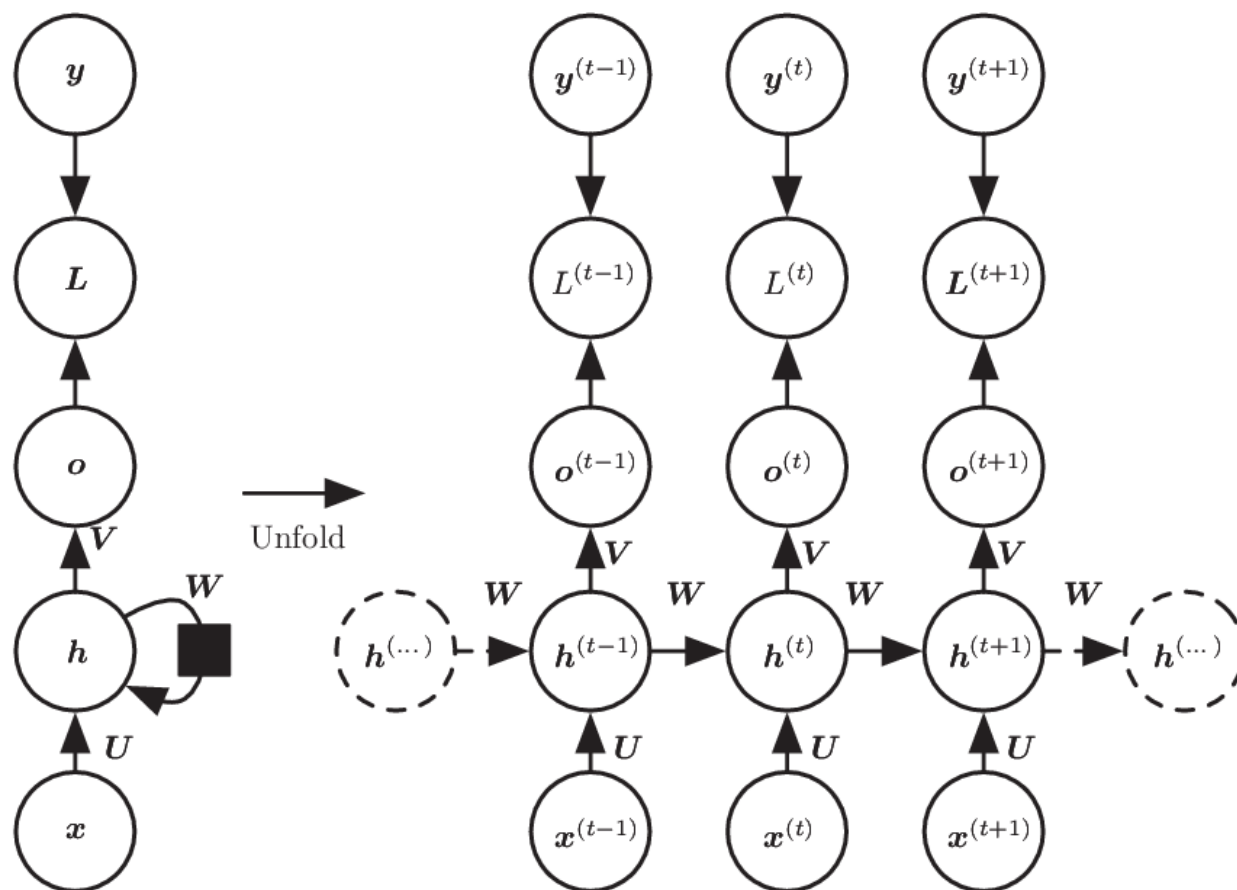 y y^(t−1) y^(t) y^(t+1)
L L^(t−1) L^(t) L^(t+1)
o o^(t−1) o^(t) o^(t+1)
Unfold
V V V V
W W W W W
h h^(...) h^(t−1) h^(t) h^(t+1) h^(...)
U U U U
x x^(t−1) x^(t) x^(t+1)